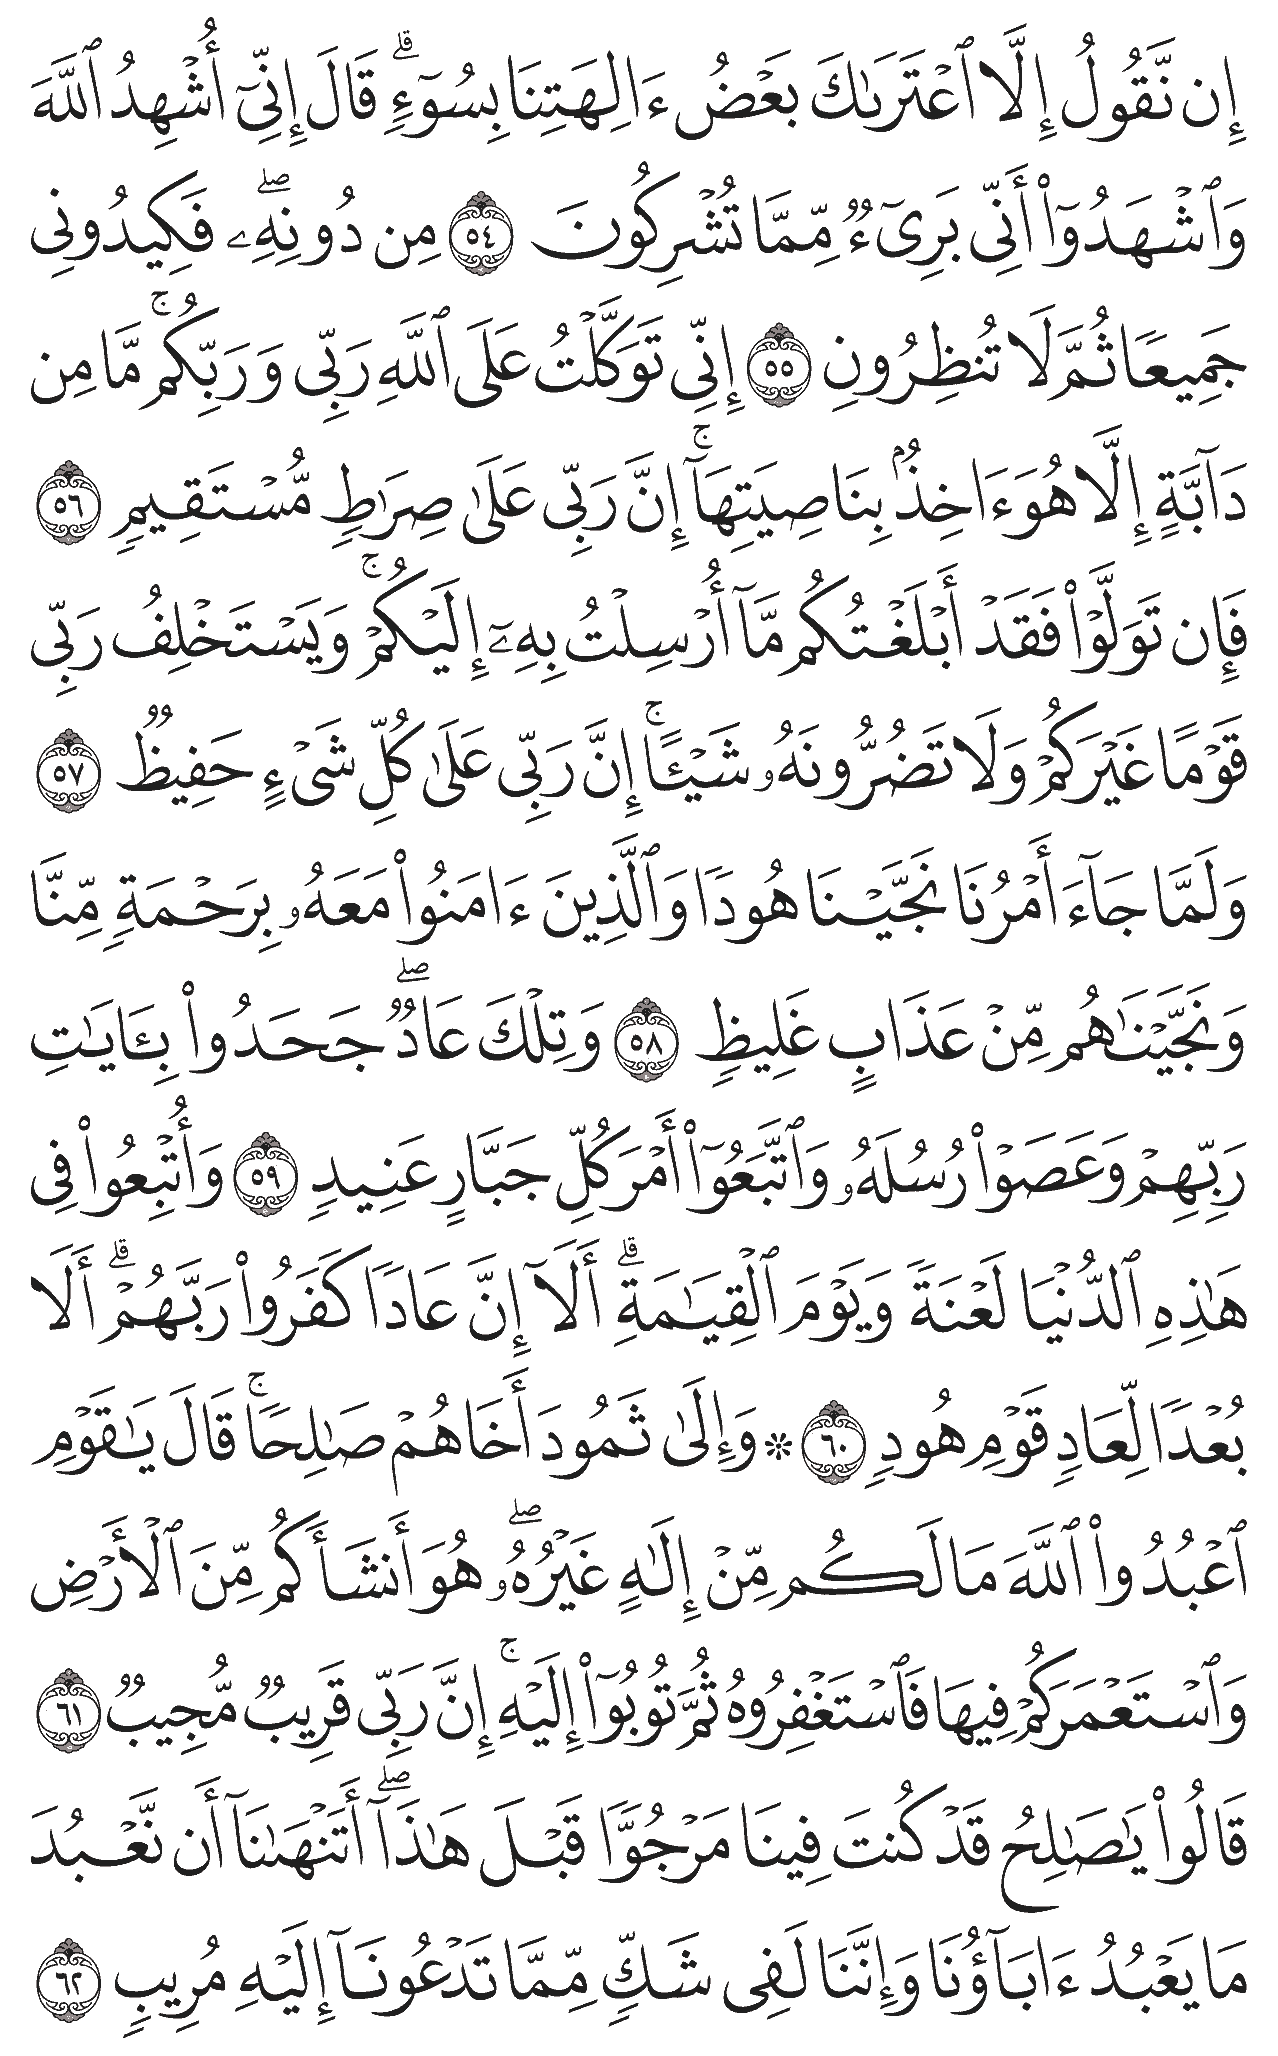 إِن نَّقُولُ إِلَّا ٱعۡتَرَىٰكَ بَعۡضُ ءَالِهَتِنَا بِسُوٓءٖۗ قَالَ إِنِّيٓ أُشۡهِدُ ٱللَّهَ
وَٱشۡهَدُوٓاْ أَنِّي بَرِيٓءٞ مِّمَّا تُشۡرِكُونَ ٥٤ مِن دُونِهِۦۖ فَكِيدُونِي
جَمِيعٗا ثُمَّ لَا تُنظِرُونِ ٥٥ إِنِّي تَوَكَّلۡتُ عَلَى ٱللَّهِ رَبِّي وَرَبِّكُمۚ مَّا مِن
دَآبَّةٍ إِلَّا هُوَ ءَاخِذُۢ بِنَاصِيَتِهَآۚ إِنَّ رَبِّي عَلَىٰ صِرَٰطٖ مُّسۡتَقِيمٖ ٥٦
فَإِن تَوَلَّوۡاْ فَقَدۡ أَبۡلَغۡتُكُم مَّآ أُرۡسِلۡتُ بِهِۦٓ إِلَيۡكُمۡۚ وَيَسۡتَخۡلِفُ رَبِّي
قَوۡمًا غَيۡرَكُمۡ وَلَا تَضُرُّونَهُۥ شَيۡـًٔاۚ إِنَّ رَبِّي عَلَىٰ كُلِّ شَيۡءٍ حَفِيظٞ ٥٧
وَلَمَّا جَآءَ أَمۡرُنَا نَجَّيۡنَا هُودٗا وَٱلَّذِينَ ءَامَنُواْ مَعَهُۥ بِرَحۡمَةٖ مِّنَّا
وَنَجَّيۡنَٰهُم مِّنۡ عَذَابٍ غَلِيظٖ ٥٨ وَتِلۡكَ عَادٞۖ جَحَدُواْ بِـَٔايَٰتِ
رَبِّهِمۡ وَعَصَوۡاْ رُسُلَهُۥ وَٱتَّبَعُوٓاْ أَمۡرَ كُلِّ جَبَّارٍ عَنِيدٖ ٥٩ وَأُتۡبِعُواْ فِي
هَٰذِهِ ٱلدُّنۡيَا لَعۡنَةٗ وَيَوۡمَ ٱلۡقِيَٰمَةِۗ أَلَآ إِنَّ عَادٗا كَفَرُواْ رَبَّهُمۡۗ أَلَا
بُعۡدٗا لِّعَادٖ قَوۡمِ هُودٖ ٦٠ ۞ وَإِلَىٰ ثَمُودَ أَخَاهُمۡ صَٰلِحٗاۚ قَالَ يَٰقَوۡمِ
ٱعۡبُدُواْ ٱللَّهَ مَا لَكُم مِّنۡ إِلَٰهٍ غَيۡرُهُۥۖ هُوَ أَنشَأَكُم مِّنَ ٱلۡأَرۡضِ
وَٱسۡتَعۡمَرَكُمۡ فِيهَا فَٱسۡتَغۡفِرُوهُ ثُمَّ تُوبُوٓاْ إِلَيۡهِۚ إِنَّ رَبِّي قَرِيبٞ مُّجِيبٞ ٦١
قَالُواْ يَٰصَٰلِحُ قَدۡ كُنتَ فِينَا مَرۡجُوّٗا قَبۡلَ هَٰذَآۖ أَتَنۡهَىٰنَآ أَن نَّعۡبُدَ
مَا يَعۡبُدُ ءَابَآؤُنَا وَإِنَّنَا لَفِي شَكّٖ مِّمَّا تَدۡعُونَآ إِلَيۡهِ مُرِيبٖ ٦٢